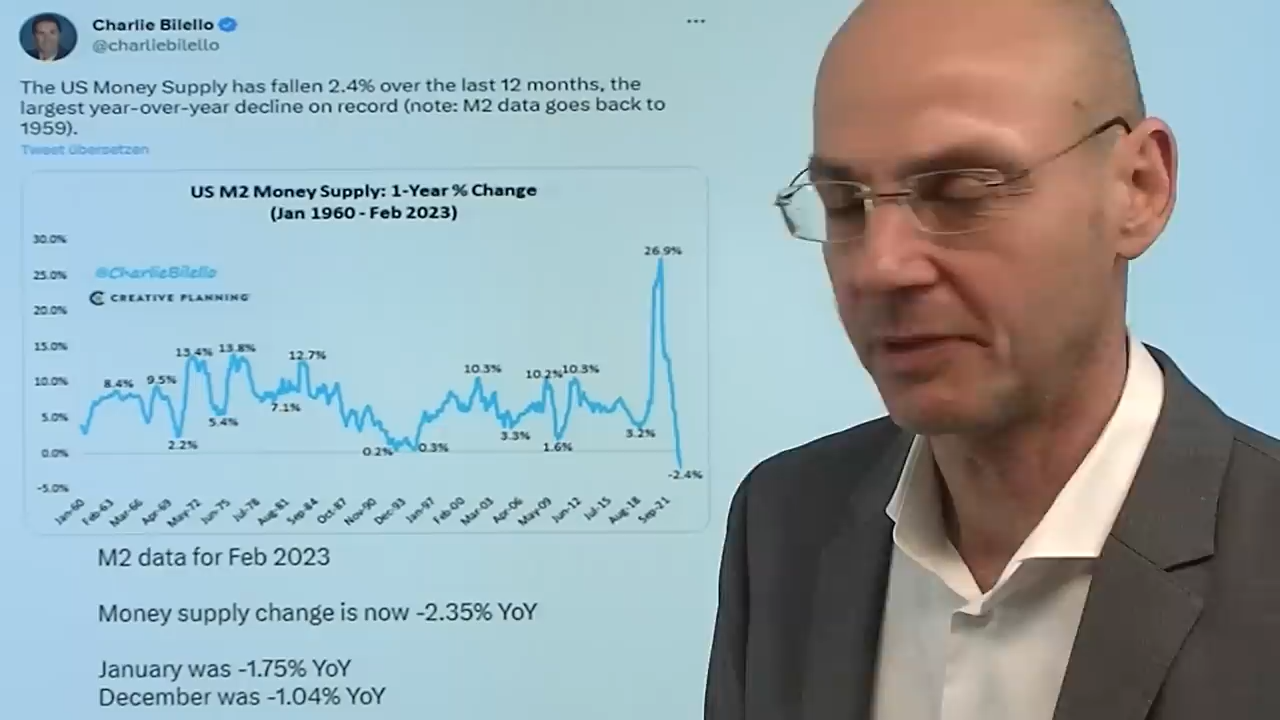 Charlie Bilello
@charliebilello
The US Money Supply has fallen 2.4% over the last 12 months, the
largest year-over-year decline on record (note: M2 data goes back to
1959).
Tweet übersetzen
US M2 Money Supply: 1-Year % Change
(Jan 1960 - Feb 2023)
30.0%
25.0%
20.0%
15.0%
10.0%
5.0%
0.0%
-5.0%
@CharlieBilello
CREATIVE PLANNING
8.4%
9.5%
2.2%
13.4%
5.4%
13.8%
7.1%
12.7%
0.2%
0.3%
10.3%
3.3%
10.2%
1.6%
10.3%
3.2%
26.9%
-2.4%
Jan-60
Feb-63
Mar-66
Apr-69
May-72
Jun-75
Jul-78
Aug-81
Sep-84
Oct-87
Nov-90
Dec-93
Jan-97
Feb-00
Mar-03
Apr-06
May-09
Jun-12
Jul-15
Aug-18
Sep-21
M2 data for Feb 2023
Money supply change is now -2.35% YoY
January was -1.75% YoY
December was -1.04% YoY